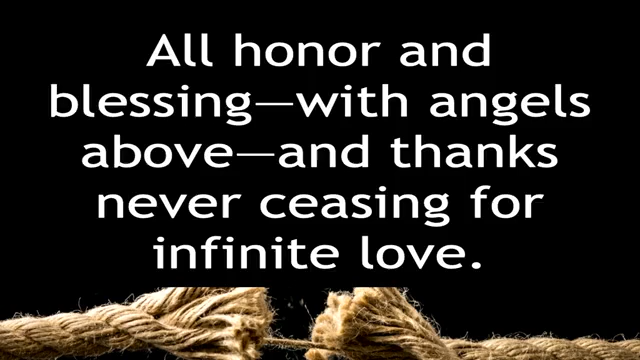 All honor and
blessing—with angels
above—and thanks
never ceasing for
infinite love.